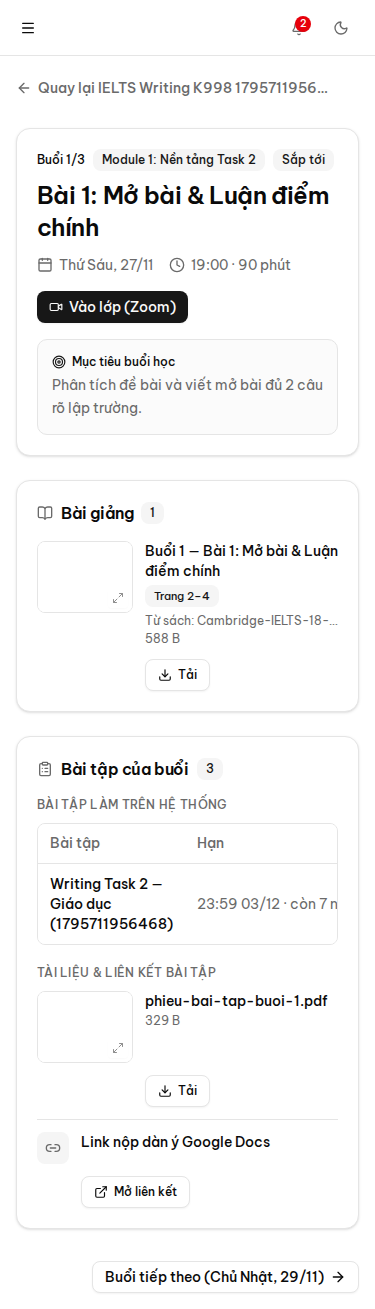 2
Quay lại IELTS Writing K998 1795711956...
Buổi 1/3 Module 1: Nền tảng Task 2 Sắp tới
Bài 1: Mở bài & Luận điểm
chính
Thứ Sáu, 27/11 19:00 · 90 phút
Vào lớp (Zoom)
Mục tiêu buổi học
Phân tích đề bài và viết mở bài đủ 2 câu
rõ lập trường.
Bài giảng 1
Buổi 1 — Bài 1: Mở bài & Luận
điểm chính
Trang 2–4
Từ sách: Cambridge-IELTS-18-...
588 B
Tải
Bài tập của buổi 3
BÀI TẬP LÀM TRÊN HỆ THỐNG
Bài tập Hạn
Writing Task 2 —
Giáo dục
(1795711956468)
23:59 03/12 · còn 7 n
TÀI LIỆU & LIÊN KẾT BÀI TẬP
phieu-bai-tap-buoi-1.pdf
329 B
Tải
Link nộp dàn ý Google Docs
Mở liên kết
Buổi tiếp theo (Chủ Nhật, 29/11)